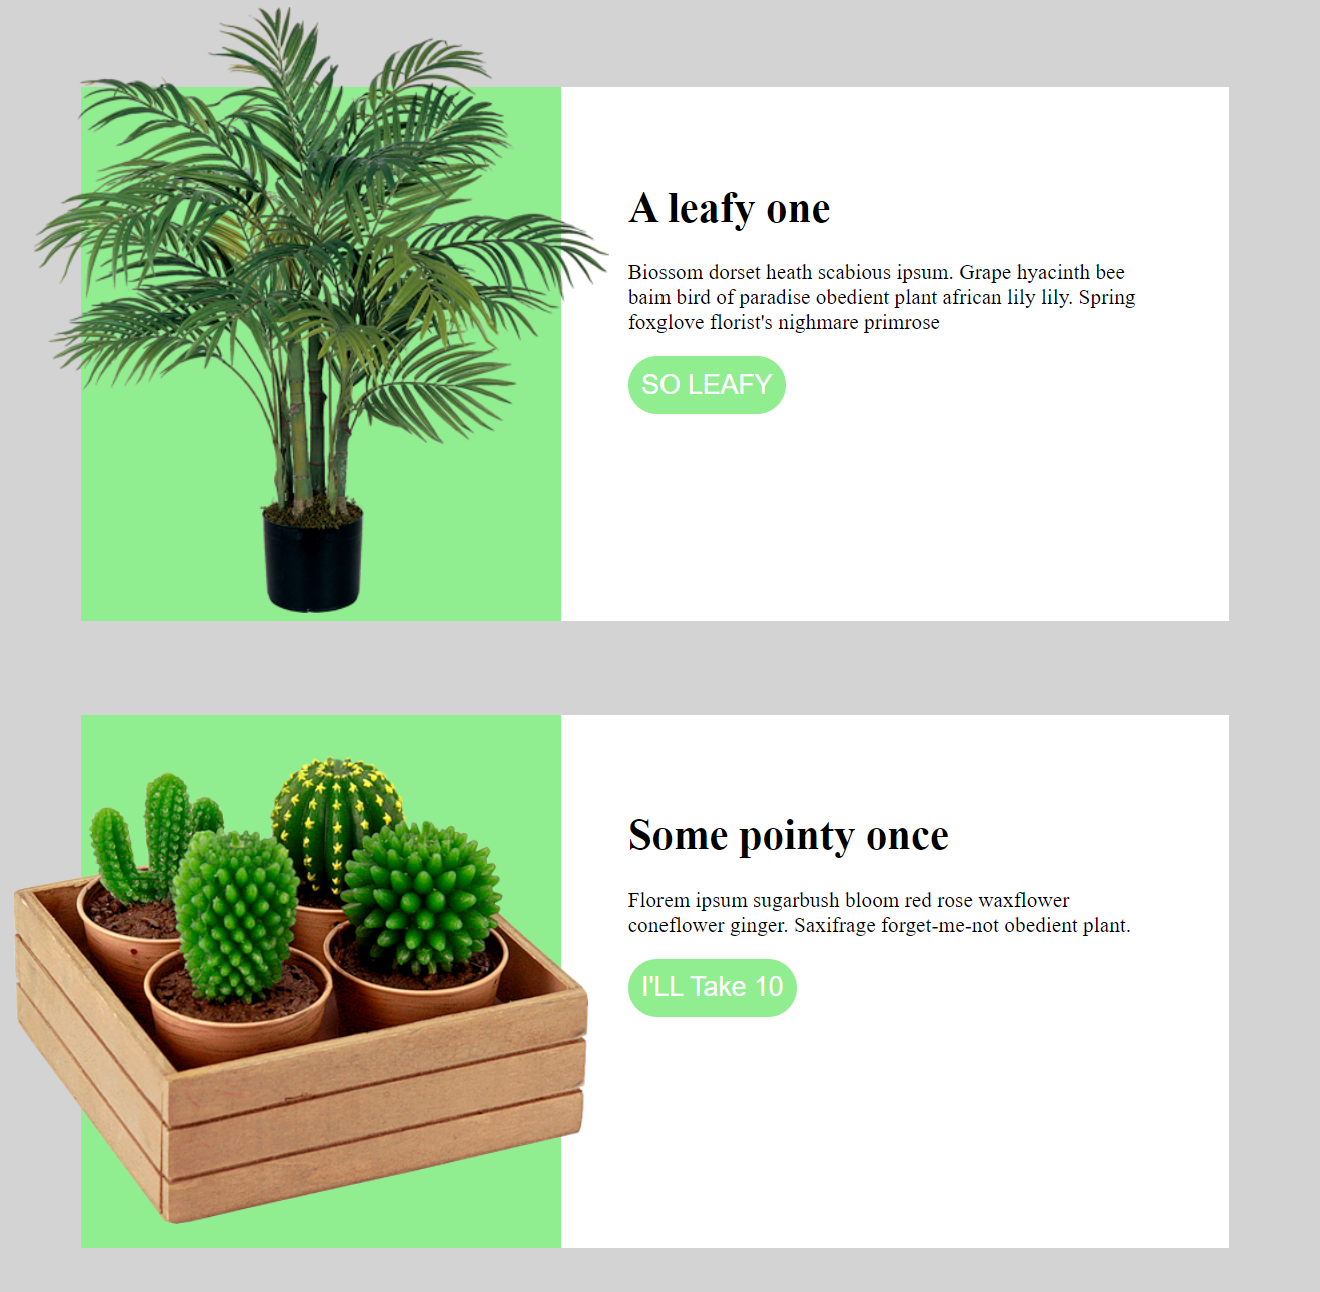 A leafy one
Biossom dorset heath scabious ipsum. Grape hyacinth bee
baim bird of paradise obedient plant african lily lily. Spring
foxglove florist's nighmare primrose
SO LEAFY
Some pointy once
Florem ipsum sugarbush bloom red rose waxflower
coneflower ginger. Saxifrage forget-me-not obedient plant.
I'LL Take 10